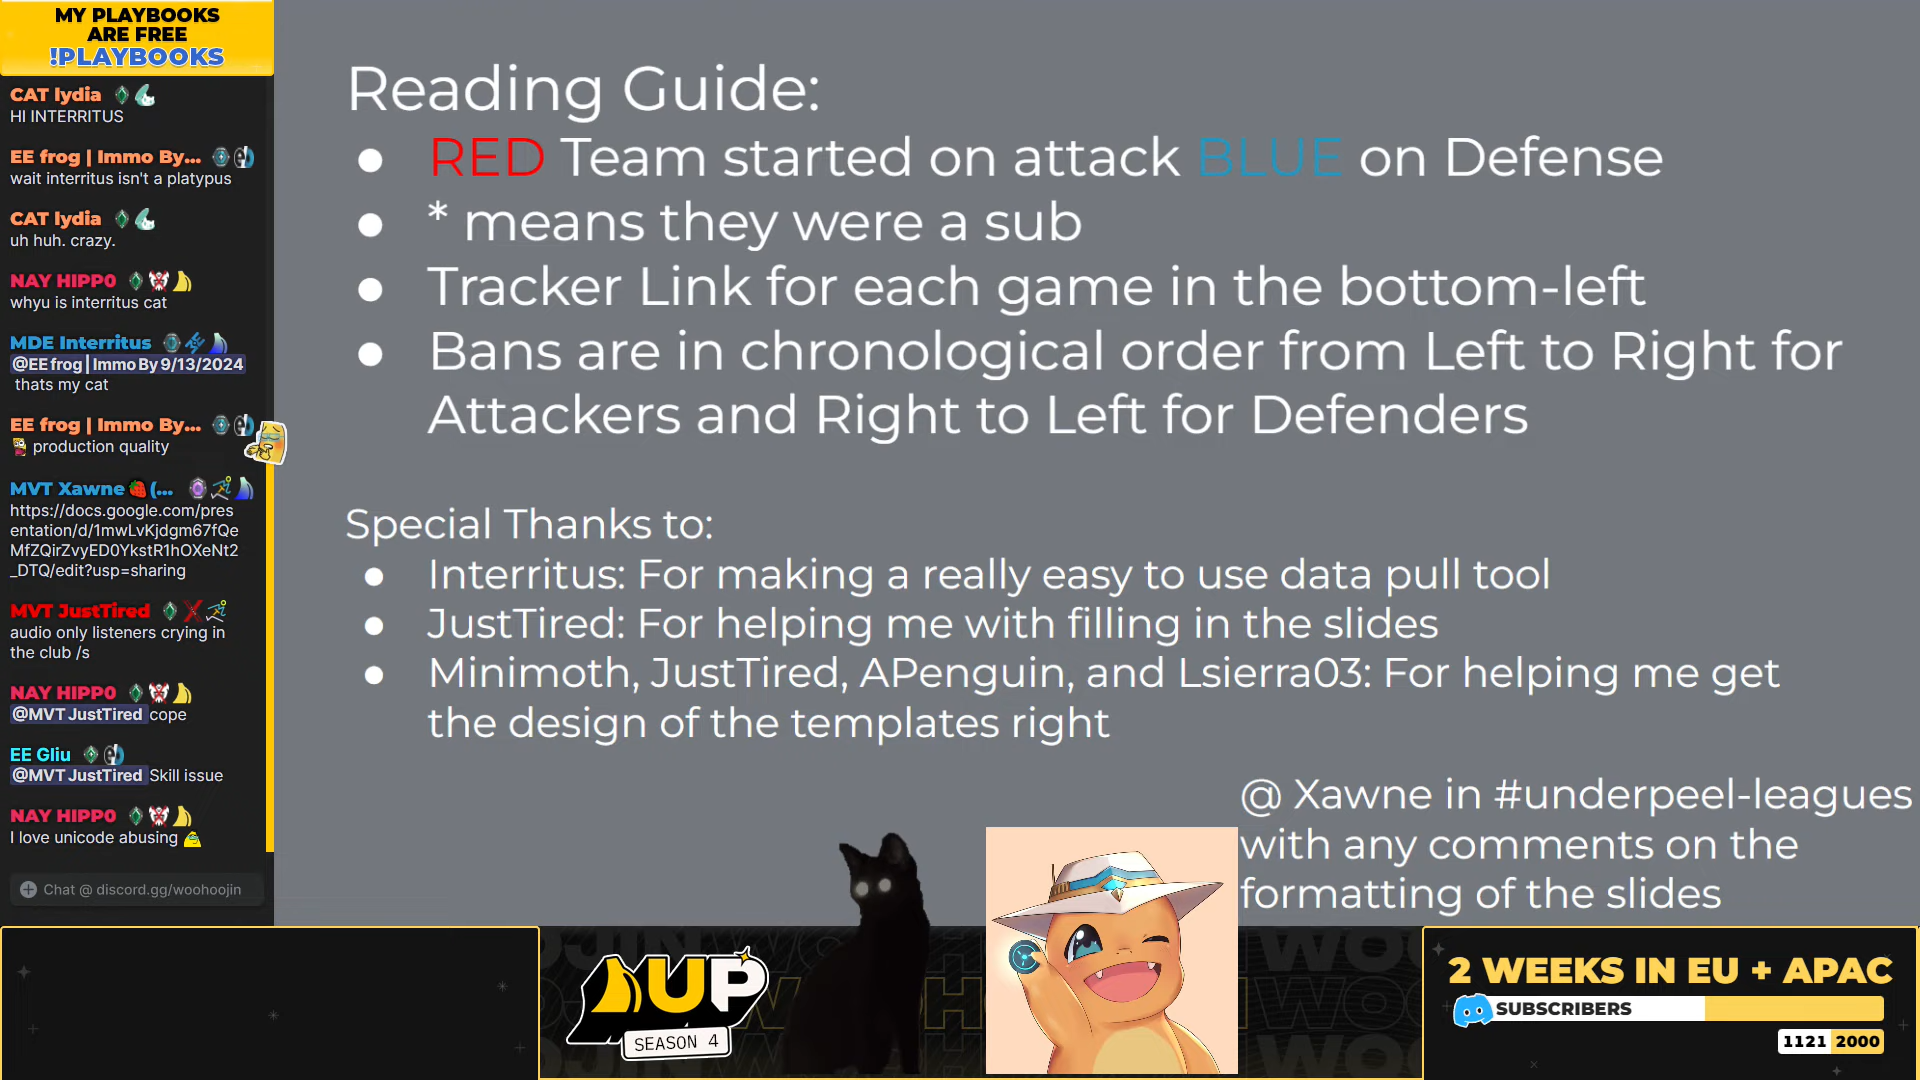 MY PLAYBOOKS
ARE FREE
!PLAYBOOKS
CAT lydia
HI INTERRITUS
EE frog | Immo By...
wait interritus isn't a platypus
CAT lydia
uh huh. crazy.
NAY HIPP0
whyu is interritus cat
MDE Interritus
@EE frog | Immo By 9/13/2024
thats my cat
EE frog | Immo By...
production quality
MVT Xawne🍓(...
https://docs.google.com/pres
entation/d/1mwLvKjdgm67fQe
MfZQirZvyED0YkstR1hOXeNt2
_DTQ/edit?usp=sharing
MVT JustTired
audio only listeners crying in
the club /s
NAY HIPP0
@MVT JustTired cope
EE Gliu
@MVT JustTired Skill issue
NAY HIPP0
I love unicode abusing
Chat @ discord.gg/woohoojin
Reading Guide:
● RED Team started on attack BLUE on Defense
● * means they were a sub
● Tracker Link for each game in the bottom-left
● Bans are in chronological order from Left to Right for
Attackers and Right to Left for Defenders
Special Thanks to:
● Interritus: For making a really easy to use data pull tool
● JustTired: For helping me with filling in the slides
● Minimoth, JustTired, APenguin, and Lsierra03: For helping me get
the design of the templates right
@ Xawne in #underpeel-leagues
with any comments on the
formatting of the slides
UP
SEASON 4
2 WEEKS IN EU + APAC
SUBSCRIBERS
1121 2000